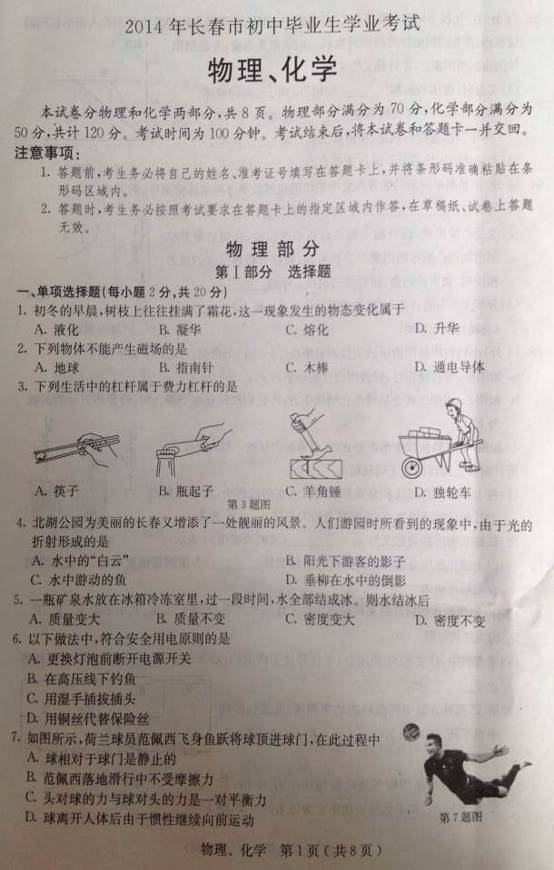 2014 年长春市初中毕业生学业考试
物理、化学
本试卷分物理和化学两部分,共 8 页。物理部分满分为 70 分,化学部分满分为
50 分,共计 120 分。考试时间为 100 分钟。考试结束后,将本试卷和答题卡一并交回。
注意事项:
1. 答题前,考生务必将自己的姓名、准考证号填写在答题卡上,并将条形码准确粘贴在条
形码区域内。
2. 答题时,考生务必按照考试要求在答题卡上的指定区域内作答,在草稿纸、试卷上答题
无效。
物 理 部 分
第 Ⅰ 部分 选择题
一、单项选择题(每小题 2 分,共 20 分)
1. 初冬的早晨,树枝上往往挂满了霜花,这一现象发生的物态变化属于
A. 液化 B. 凝华 C. 熔化 D. 升华
2. 下列物体不能产生磁场的是
A. 地球 B. 指南针 C. 木棒 D. 通电导体
3. 下列生活中的杠杆属于费力杠杆的是
A. 筷子 B. 瓶起子 C. 羊角锤 D. 独轮车
第 3 题图
4. 北湖公园为美丽的长春又增添了一处靓丽的风景。人们游园时所看到的现象中,由于光的
折射形成的是
A. 水中的“白云” B. 阳光下游客的影子
C. 水中游动的鱼 D. 垂柳在水中的倒影
5. 一瓶矿泉水放在冰箱冷冻室里,过一段时间,水全部结成冰。则水结冰后
A. 质量变大 B. 质量不变 C. 密度变大 D. 密度不变
6. 以下做法中,符合安全用电原则的是
A. 更换灯泡前断开电源开关
B. 在高压线下钓鱼
C. 用湿手插拔插头
D. 用铜丝代替保险丝
7. 如图所示,荷兰球员范佩西飞身鱼跃将球顶进球门,在此过程中
A. 球相对于球门是静止的
B. 范佩西落地滑行中不受摩擦力
C. 头对球的力与球对头的力是一对平衡力
D. 球离开人体后由于惯性继续向前运动
第 7 题图
物理、化学 第 1 页 ( 共 8 页 )